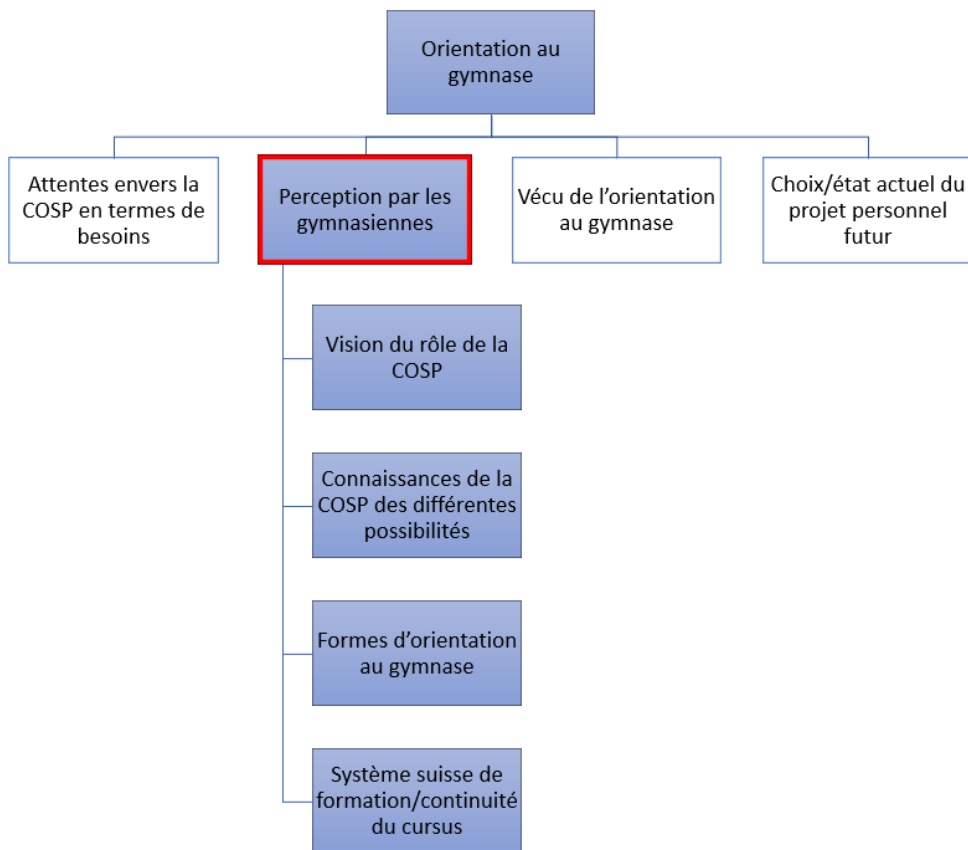 Orientation au
gymnase
Attentes envers la
COSP en termes de
besoins
Perception par les
gymnasiennes
Vécu de l’orientation
au gymnase
Choix/état actuel du
projet personnel
futur
Vision du rôle de la
COSP
Connaissances de la
COSP des différentes
possibilités
Formes d’orientation
au gymnase
Système suisse de
formation/continuité
du cursus